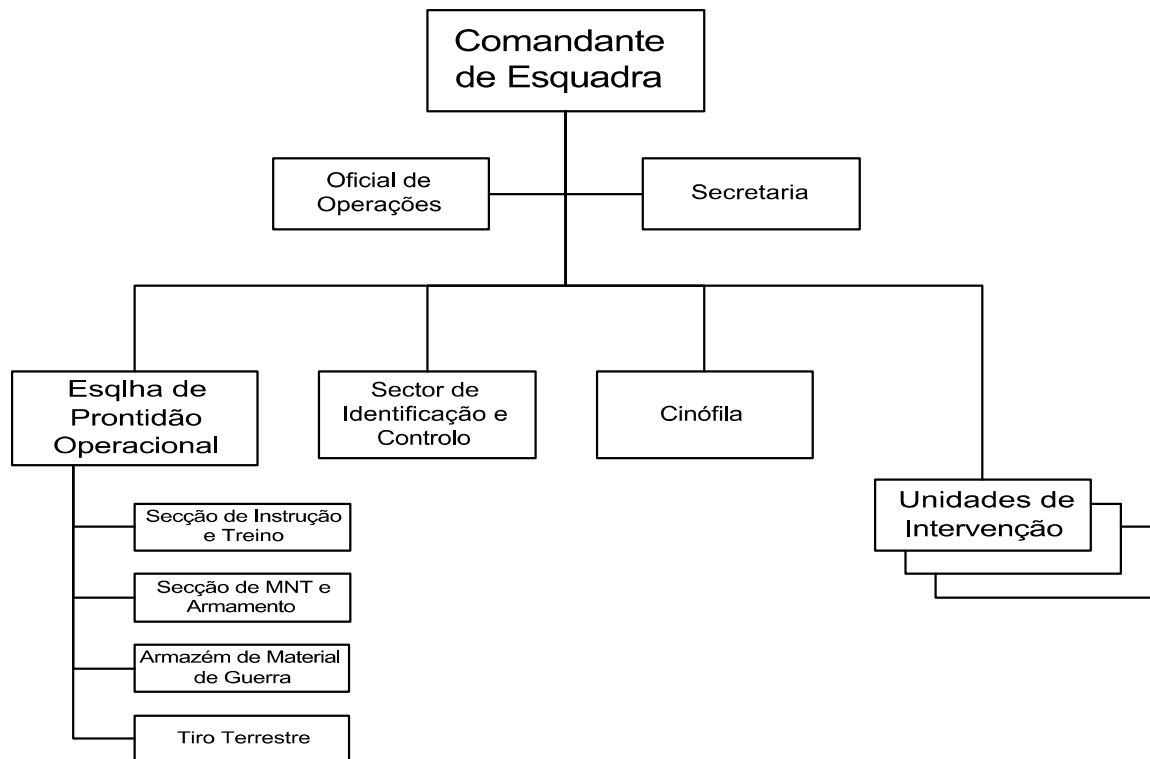 Comandante
de Esquadra
Oficial de
Operações
Secretaria
Esqlha de
Prontidão
Operacional
Sector de
Identificação e
Controlo
Cinófila
Unidades de
Intervenção
Secção de Instrução
e Treino
Secção de MNT e
Armamento
Armazém de Material
de Guerra
Tiro Terrestre